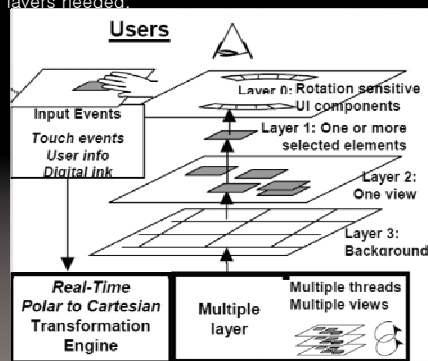 layers needed.
Users
Layer 0: Rotation sensitive
UI components
Input Events
Touch events
User info
Digital ink
Layer 1: One or more
selected elements
Layer 2:
One view
Layer 3:
Background
Real-Time
Polar to Cartesian
Transformation
Engine
Multiple
layer
Multiple threads
Multiple views